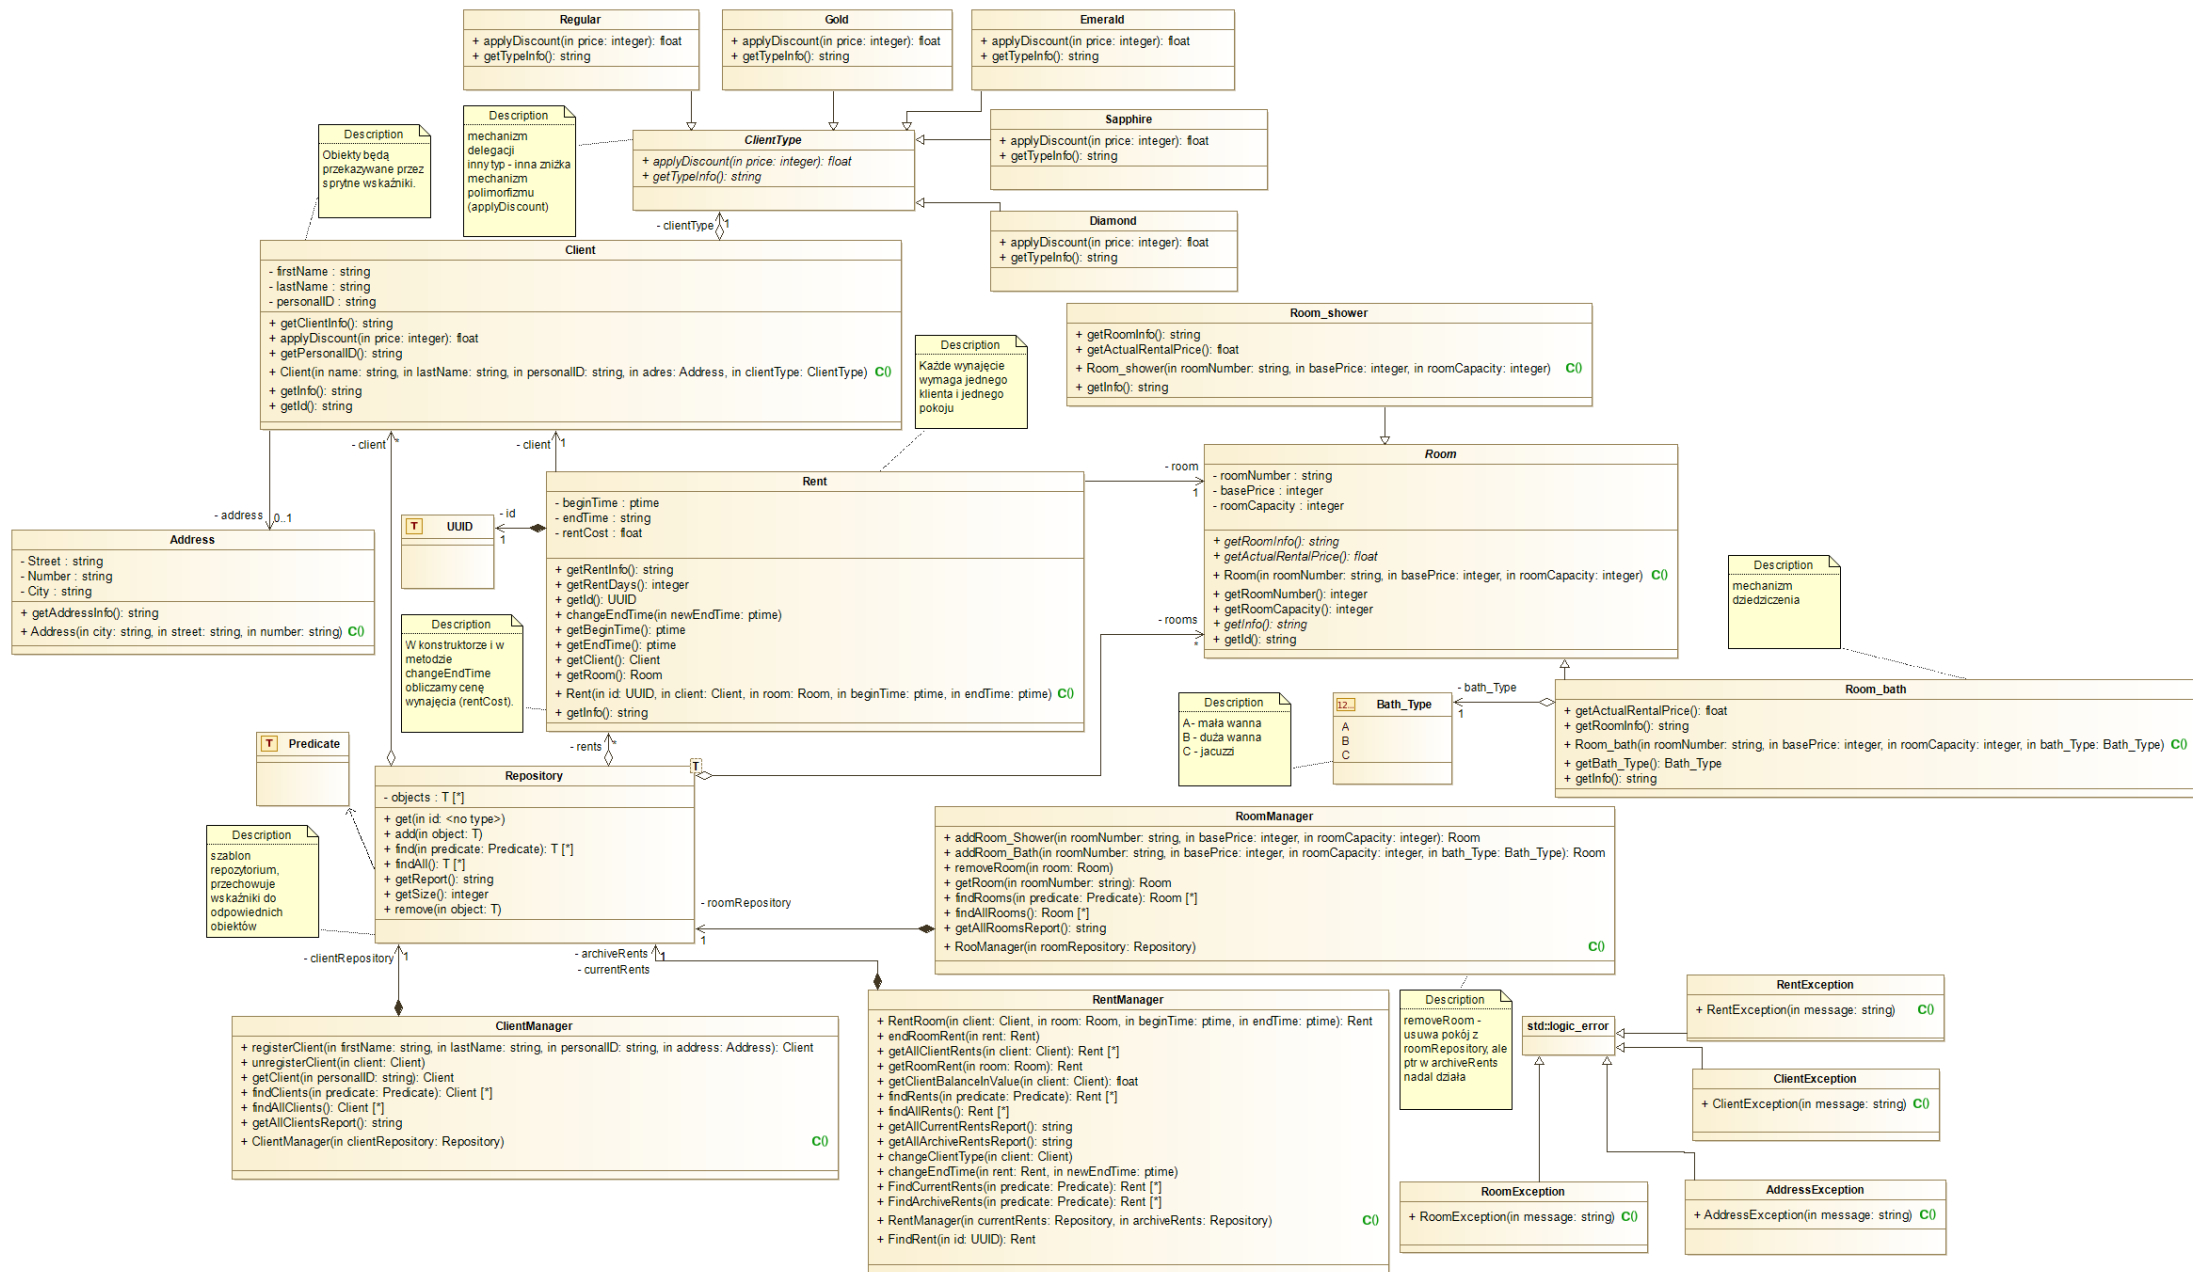 Regular
+ applyDiscount(in price: integer): float
+ getTypeInfo(): string
Gold
+ applyDiscount(in price: integer): float
+ getTypeInfo(): string
Emerald
+ applyDiscount(in price: integer): float
+ getTypeInfo(): string
Description
Obiekty będą
przekazywane przez
sprytne wskaźniki.
Description
mechanizm
delegacji
inny typ - inna zniżka
mechanizm
polimorfizmu
(applyDiscount)
ClientType
+ applyDiscount(in price: integer): float
+ getTypeInfo(): string
Sapphire
+ applyDiscount(in price: integer): float
+ getTypeInfo(): string
Diamond
+ applyDiscount(in price: integer): float
+ getTypeInfo(): string
- clientType
1
Client
- firstName : string
- lastName : string
- personalID : string
+ getClientInfo(): string
+ applyDiscount(in price: integer): float
+ getPersonalID(): string
+ Client(in name: string, in lastName: string, in personalID: string, in adres: Address, in clientType: ClientType) C()
+ getInfo(): string
+ getId(): string
Description
Każde wynajęcie
wymaga jednego
klienta i jednego
pokoju
Room_shower
+ getRoomInfo(): string
+ getActualRentalPrice(): float
+ Room_shower(in roomNumber: string, in basePrice: integer, in roomCapacity: integer) C()
+ getInfo(): string
- client
*
- client
1
- address
0..1
Address
- Street : string
- Number : string
- City : string
+ getAddressInfo(): string
+ Address(in city: string, in street: string, in number: string) C()
T UUID
- id
1
Rent
- beginTime : ptime
- endTime : string
- rentCost : float
+ getRentInfo(): string
+ getRentDays(): integer
+ getId(): UUID
+ changeEndTime(in newEndTime: ptime)
+ getBeginTime(): ptime
+ getEndTime(): ptime
+ getClient(): Client
+ getRoom(): Room
+ Rent(in id: UUID, in client: Client, in room: Room, in beginTime: ptime, in endTime: ptime) C()
+ getInfo(): string
Description
W konstruktorze i w
metodzie
changeEndTime
obliczamy cenę
wynajęcia (rentCost).
- room
1
- rooms
*
Room
- roomNumber : string
- basePrice : integer
- roomCapacity : integer
+ getRoomInfo(): string
+ getActualRentalPrice(): float
+ Room(in roomNumber: string, in basePrice: integer, in roomCapacity: integer) C()
+ getRoomNumber(): integer
+ getRoomCapacity(): integer
+ getInfo(): string
+ getId(): string
Description
mechanizm
dziedziczenia
Description
A- mała wanna
B - duża wanna
C - jacuzzi
12... Bath_Type
A
B
C
- bath_Type
1
Room_bath
+ getActualRentalPrice(): float
+ getRoomInfo(): string
+ Room_bath(in roomNumber: string, in basePrice: integer, in roomCapacity: integer, in bath_Type: Bath_Type) C()
+ getBath_Type(): Bath_Type
+ getInfo(): string
T Predicate
- rents
*
T
Repository
- objects : T [*]
+ get(in id: <no type>)
+ add(in object: T)
+ find(in predicate: Predicate): T [*]
+ findAll(): T [*]
+ getReport(): string
+ getSize(): integer
+ remove(in object: T)
Description
szablon
repozytorium,
przechowuje
wskaźniki do
odpowiednich
obiektów
- roomRepository
1
RoomManager
+ addRoom_Shower(in roomNumber: string, in basePrice: integer, in roomCapacity: integer): Room
+ addRoom_Bath(in roomNumber: string, in basePrice: integer, in roomCapacity: integer, in bath_Type: Bath_Type): Room
+ removeRoom(in room: Room)
+ getRoom(in roomNumber: string): Room
+ findRooms(in predicate: Predicate): Room [*]
+ findAllRooms(): Room [*]
+ getAllRoomsReport(): string
+ RooManager(in roomRepository: Repository) C()
- clientRepository
1
- archiveRents
- currentRents
1
ClientManager
+ registerClient(in firstName: string, in lastName: string, in personalID: string, in address: Address): Client
+ unregisterClient(in client: Client)
+ getClient(in personalID: string): Client
+ findClients(in predicate: Predicate): Client [*]
+ findAllClients(): Client [*]
+ getAllClientsReport(): string
+ ClientManager(in clientRepository: Repository) C()
RentManager
+ RentRoom(in client: Client, in room: Room, in beginTime: ptime, in endTime: ptime): Rent
+ endRoomRent(in rent: Rent)
+ getAllClientRents(in client: Client): Rent [*]
+ getRoomRent(in room: Room): Rent
+ getClientBalanceInValue(in client: Client): float
+ findRents(in predicate: Predicate): Rent [*]
+ findAllRents(): Rent [*]
+ getAllCurrentRentsReport(): string
+ getAllArchiveRentsReport(): string
+ changeClientType(in client: Client)
+ changeEndTime(in rent: Rent, in newEndTime: ptime)
+ FindCurrentRents(in predicate: Predicate): Rent [*]
+ FindArchiveRents(in predicate: Predicate): Rent [*]
+ RentManager(in currentRents: Repository, in archiveRents: Repository) C()
+ FindRent(in id: UUID): Rent
Description
removeRoom -
usuwa pokój z
roomRepository, ale
ptr w archiveRents
nadal działa
std::logic_error
RentException
+ RentException(in message: string) C()
ClientException
+ ClientException(in message: string) C()
RoomException
+ RoomException(in message: string) C()
AddressException
+ AddressException(in message: string) C()